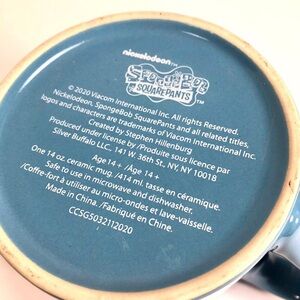 nickelodeon™
SpongeBob
SQUAREPANTS™
© 2020 Viacom International Inc. All rights Reserved.
Nickelodeon, SpongeBob SquarePants and all related titles,
logos and characters are trademarks of Viacom International Inc.
Created by Stephen Hillenburg
Produced under license by /Produite sous licence par
Silver Buffalo LLC., 141 W 36th St., NY, NY 10018
Age 14 + / Age 14+
One 14 oz. ceramic mug. /414 ml. tasse en céramique.
Safe to use in microwave and dishwasher.
/Coffre-fort à utiliser au micro-ondes et lave-vaisselle.
Made in China. /Fabriqué en Chine.
CCSG5032112020